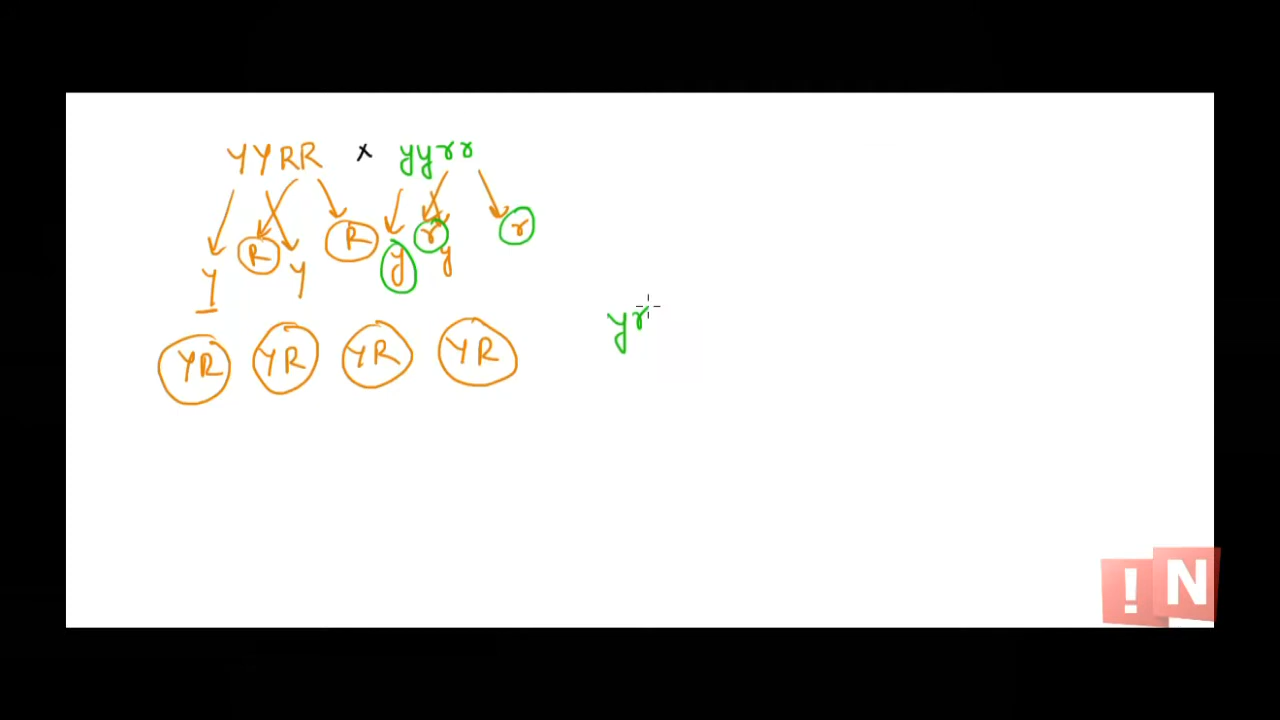 YYRR × yyrr
R r r
R Y y y
Y
yr
YR YR YR YR
!N